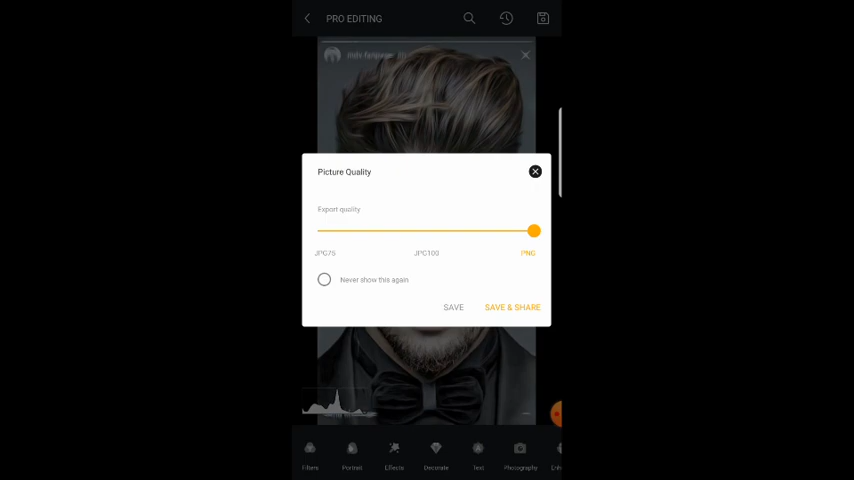 PRO EDITING
Picture Quality
Export quality
JPG75 JPG100 PNG
Never show this again
SAVE SAVE & SHARE
Filters Portrait Effects Decorate Text Photography Enh